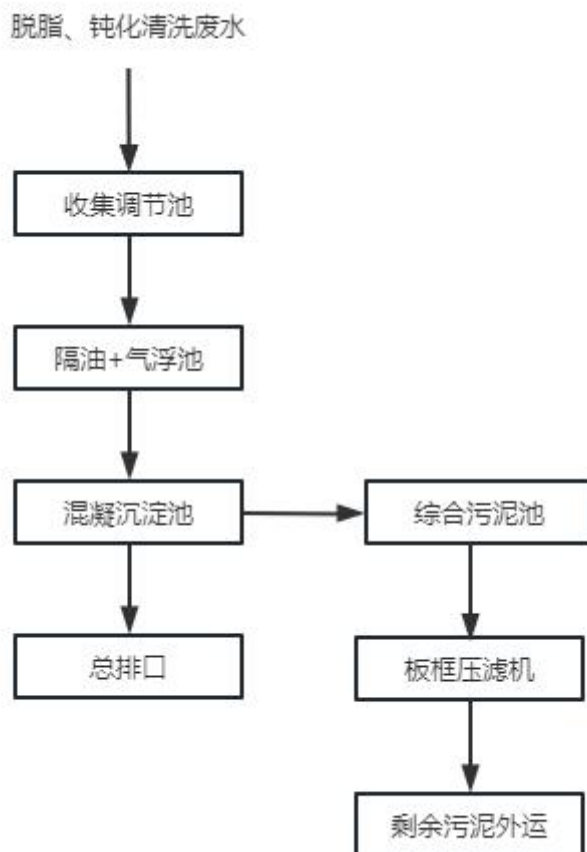 脱脂、钝化清洗废水
收集调节池
隔油+气浮池
混凝沉淀池
综合污泥池
总排口
板框压滤机
剩余污泥外运